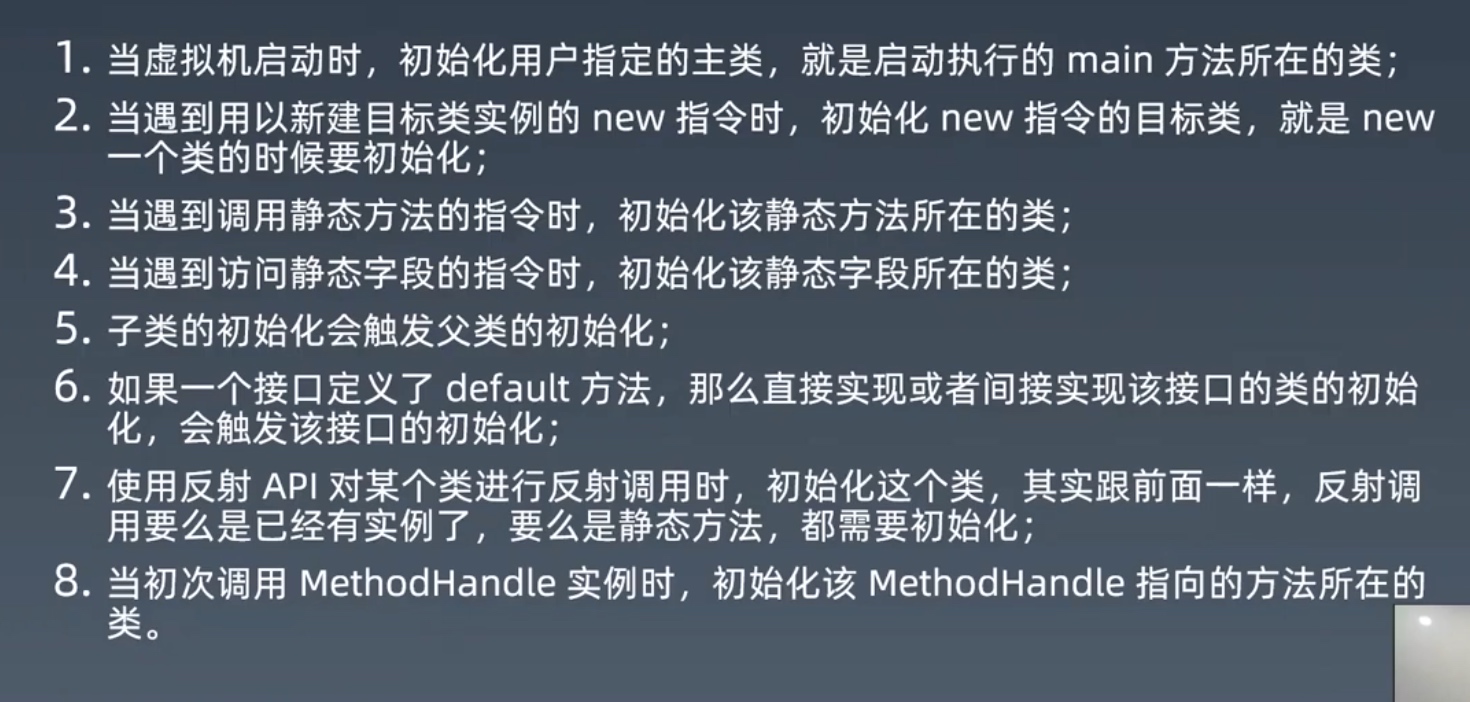 1. 当虚拟机启动时，初始化用户指定的主类，就是启动执行的 main 方法所在的类；
2. 当遇到用以新建目标类实例的 new 指令时，初始化 new 指令的目标类，就是 new
一个类的时候要初始化；
3. 当遇到调用静态方法的指令时，初始化该静态方法所在的类；
4. 当遇到访问静态字段的指令时，初始化该静态字段所在的类；
5. 子类的初始化会触发父类的初始化；
6. 如果一个接口定义了 default 方法，那么直接实现或者间接实现该接口的类的初始
化，会触发该接口的初始化；
7. 使用反射 API 对某个类进行反射调用时，初始化这个类，其实跟前面一样，反射调
用要么是已经有实例了，要么是静态方法，都需要初始化；
8. 当初次调用 MethodHandle 实例时，初始化该 MethodHandle 指向的方法所在的
类。